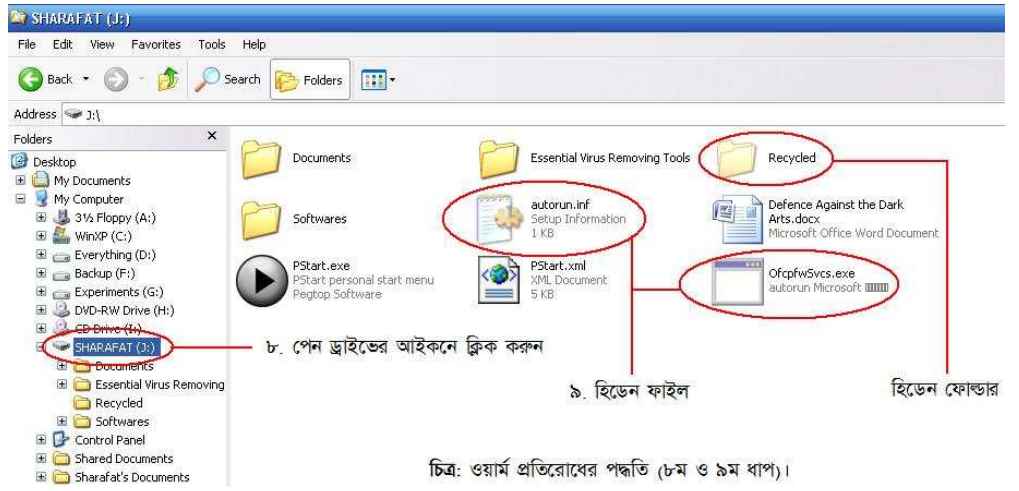 SHARAFAT (J:)
File Edit View Favorites Tools Help
Back Search Folders
Address J:\
Folders
Desktop
My Documents
My Computer
3½ Floppy (A:)
WinXP (C:)
Everything (D:)
Backup (F:)
Experiments (G:)
DVD-RW Drive (H:)
CD Drive (I:)
SHARAFAT (J:)
Documents
Essential Virus Removing
Recycled
Softwares
Control Panel
Shared Documents
Sharafat's Documents
Documents
Essential Virus Removing Tools
Recycled
Softwares
autorun.inf
Setup Information
1 KB
Defence Against the Dark
Arts.docx
Microsoft Office Word Document
PStart.exe
PStart personal start menu
Pegtop Software
PStart.xml
XML Document
5 KB
OfcpfwSvcs.exe
autorun Microsoft
৮. পেন ড্রাইভের আইকনে ক্লিক করুন
৯. হিডেন ফাইল
হিডেন ফোল্ডার
চিত্র: ওয়ার্ম প্রতিরোধের পদ্ধতি (৮ম ও ৯ম ধাপ)।